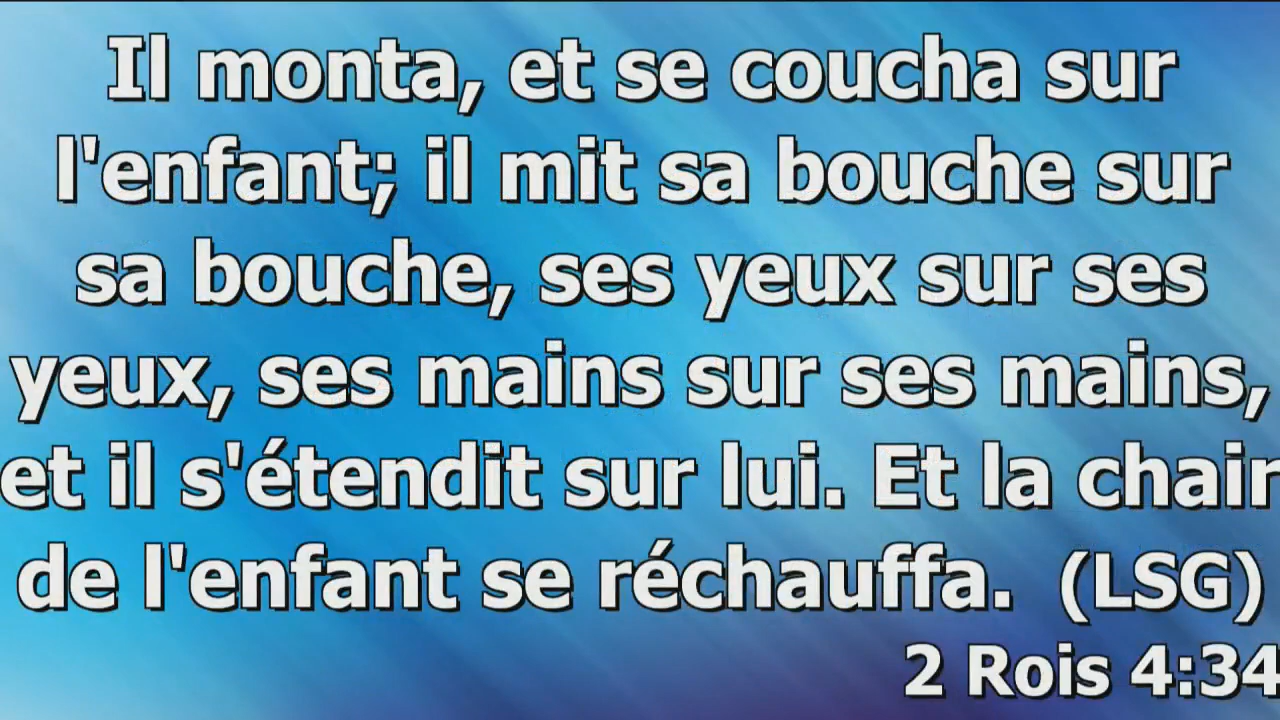 Il monta, et se coucha sur
l'enfant; il mit sa bouche sur
sa bouche, ses yeux sur ses
yeux, ses mains sur ses mains,
et il s'étendit sur lui. Et la chair
de l'enfant se réchauffa.  (LSG)
2 Rois 4:34